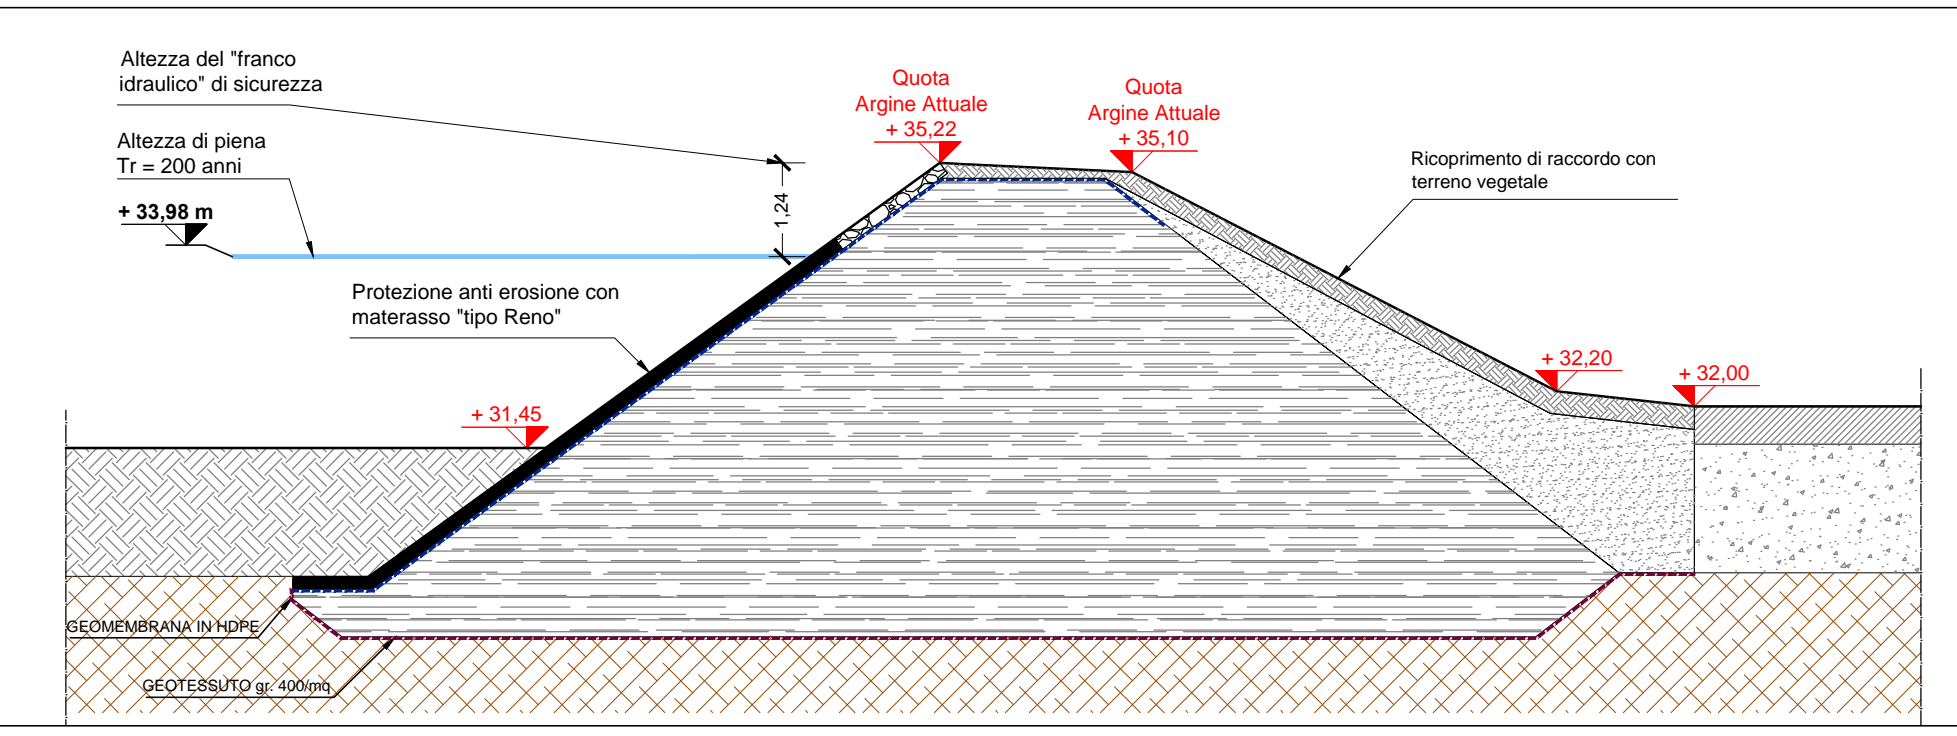 Altezza del "franco
idraulico" di sicurezza
Altezza di piena
Tr = 200 anni
+ 33,98 m
Quota
Argine Attuale
+ 35,22
Quota
Argine Attuale
+ 35,10
1,24
Ricoprimento di raccordo con
terreno vegetale
Protezione anti erosione con
materasso "tipo Reno"
+ 31,45
+ 32,20
+ 32,00
GEOMEMBRANA IN HDPE
GEOTESSUTO gr. 400/mq